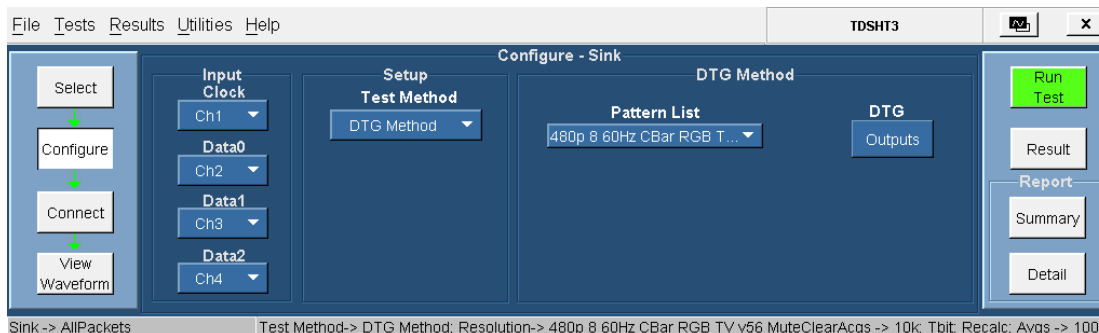 File Tests Results Utilities Help TDSHT3 x
Configure - Sink
Select
Configure
Connect
View
Waveform
Input
Clock
Ch1
Data0
Ch2
Data1
Ch3
Data2
Ch4
Setup
Test Method
DTG Method
DTG Method
Pattern List
480p 8 60Hz CBar RGB T...
DTG
Outputs
Run
Test
Result
Report
Summary
Detail
Sink -> AllPackets Test Method-> DTG Method; Resolution-> 480p 8 60Hz CBar RGB TV v56 MuteClearAcqs -> 10k; Tbit: Recalc; Avgs -> 100